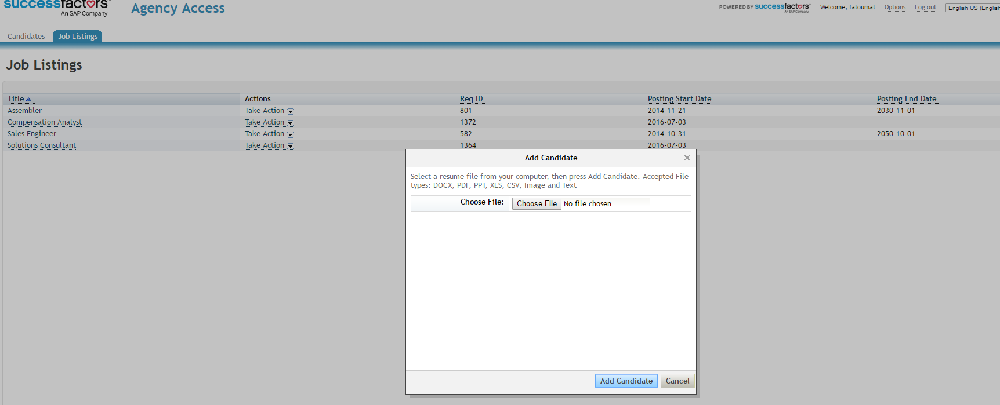 successfactors™
An SAP Company
Agency Access
POWERED BY successfactors™
An SAP Company
Welcome, fatoumat
Options
Log out
English US (English
Candidates
Job Listings
Job Listings
Title Actions Req ID Posting Start Date Posting End Date
Assembler Take Action 801 2014-11-21 2030-11-01
Compensation Analyst Take Action 1372 2016-07-03
Sales Engineer Take Action 582 2014-10-31 2050-10-01
Solutions Consultant Take Action 1364 2016-07-03
Add Candidate
Select a resume file from your computer, then press Add Candidate. Accepted File
types: DOCX, PDF, PPT, XLS, CSV, Image and Text
Choose File: Choose File No file chosen
Add Candidate Cancel